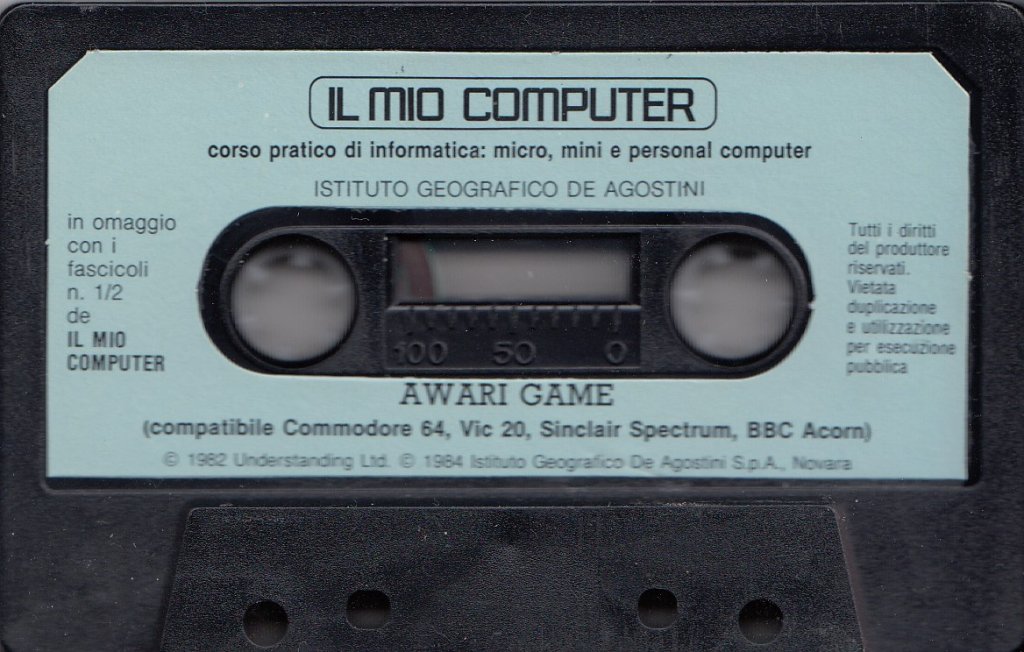 IL MIO COMPUTER
corso pratico di informatica: micro, mini e personal computer
ISTITUTO GEOGRAFICO DE AGOSTINI
in omaggio
con i
fascicoli
n. 1/2
de
IL MIO
COMPUTER
Tutti i diritti
del produttore
riservati.
Vietata
duplicazione
e utilizzazione
per esecuzione
pubblica
100 50 0
AWARI GAME
(compatibile Commodore 64, Vic 20, Sinclair Spectrum, BBC Acorn)
© 1982 Understanding Ltd. © 1984 Istituto Geografico De Agostini S.p.A., Novara